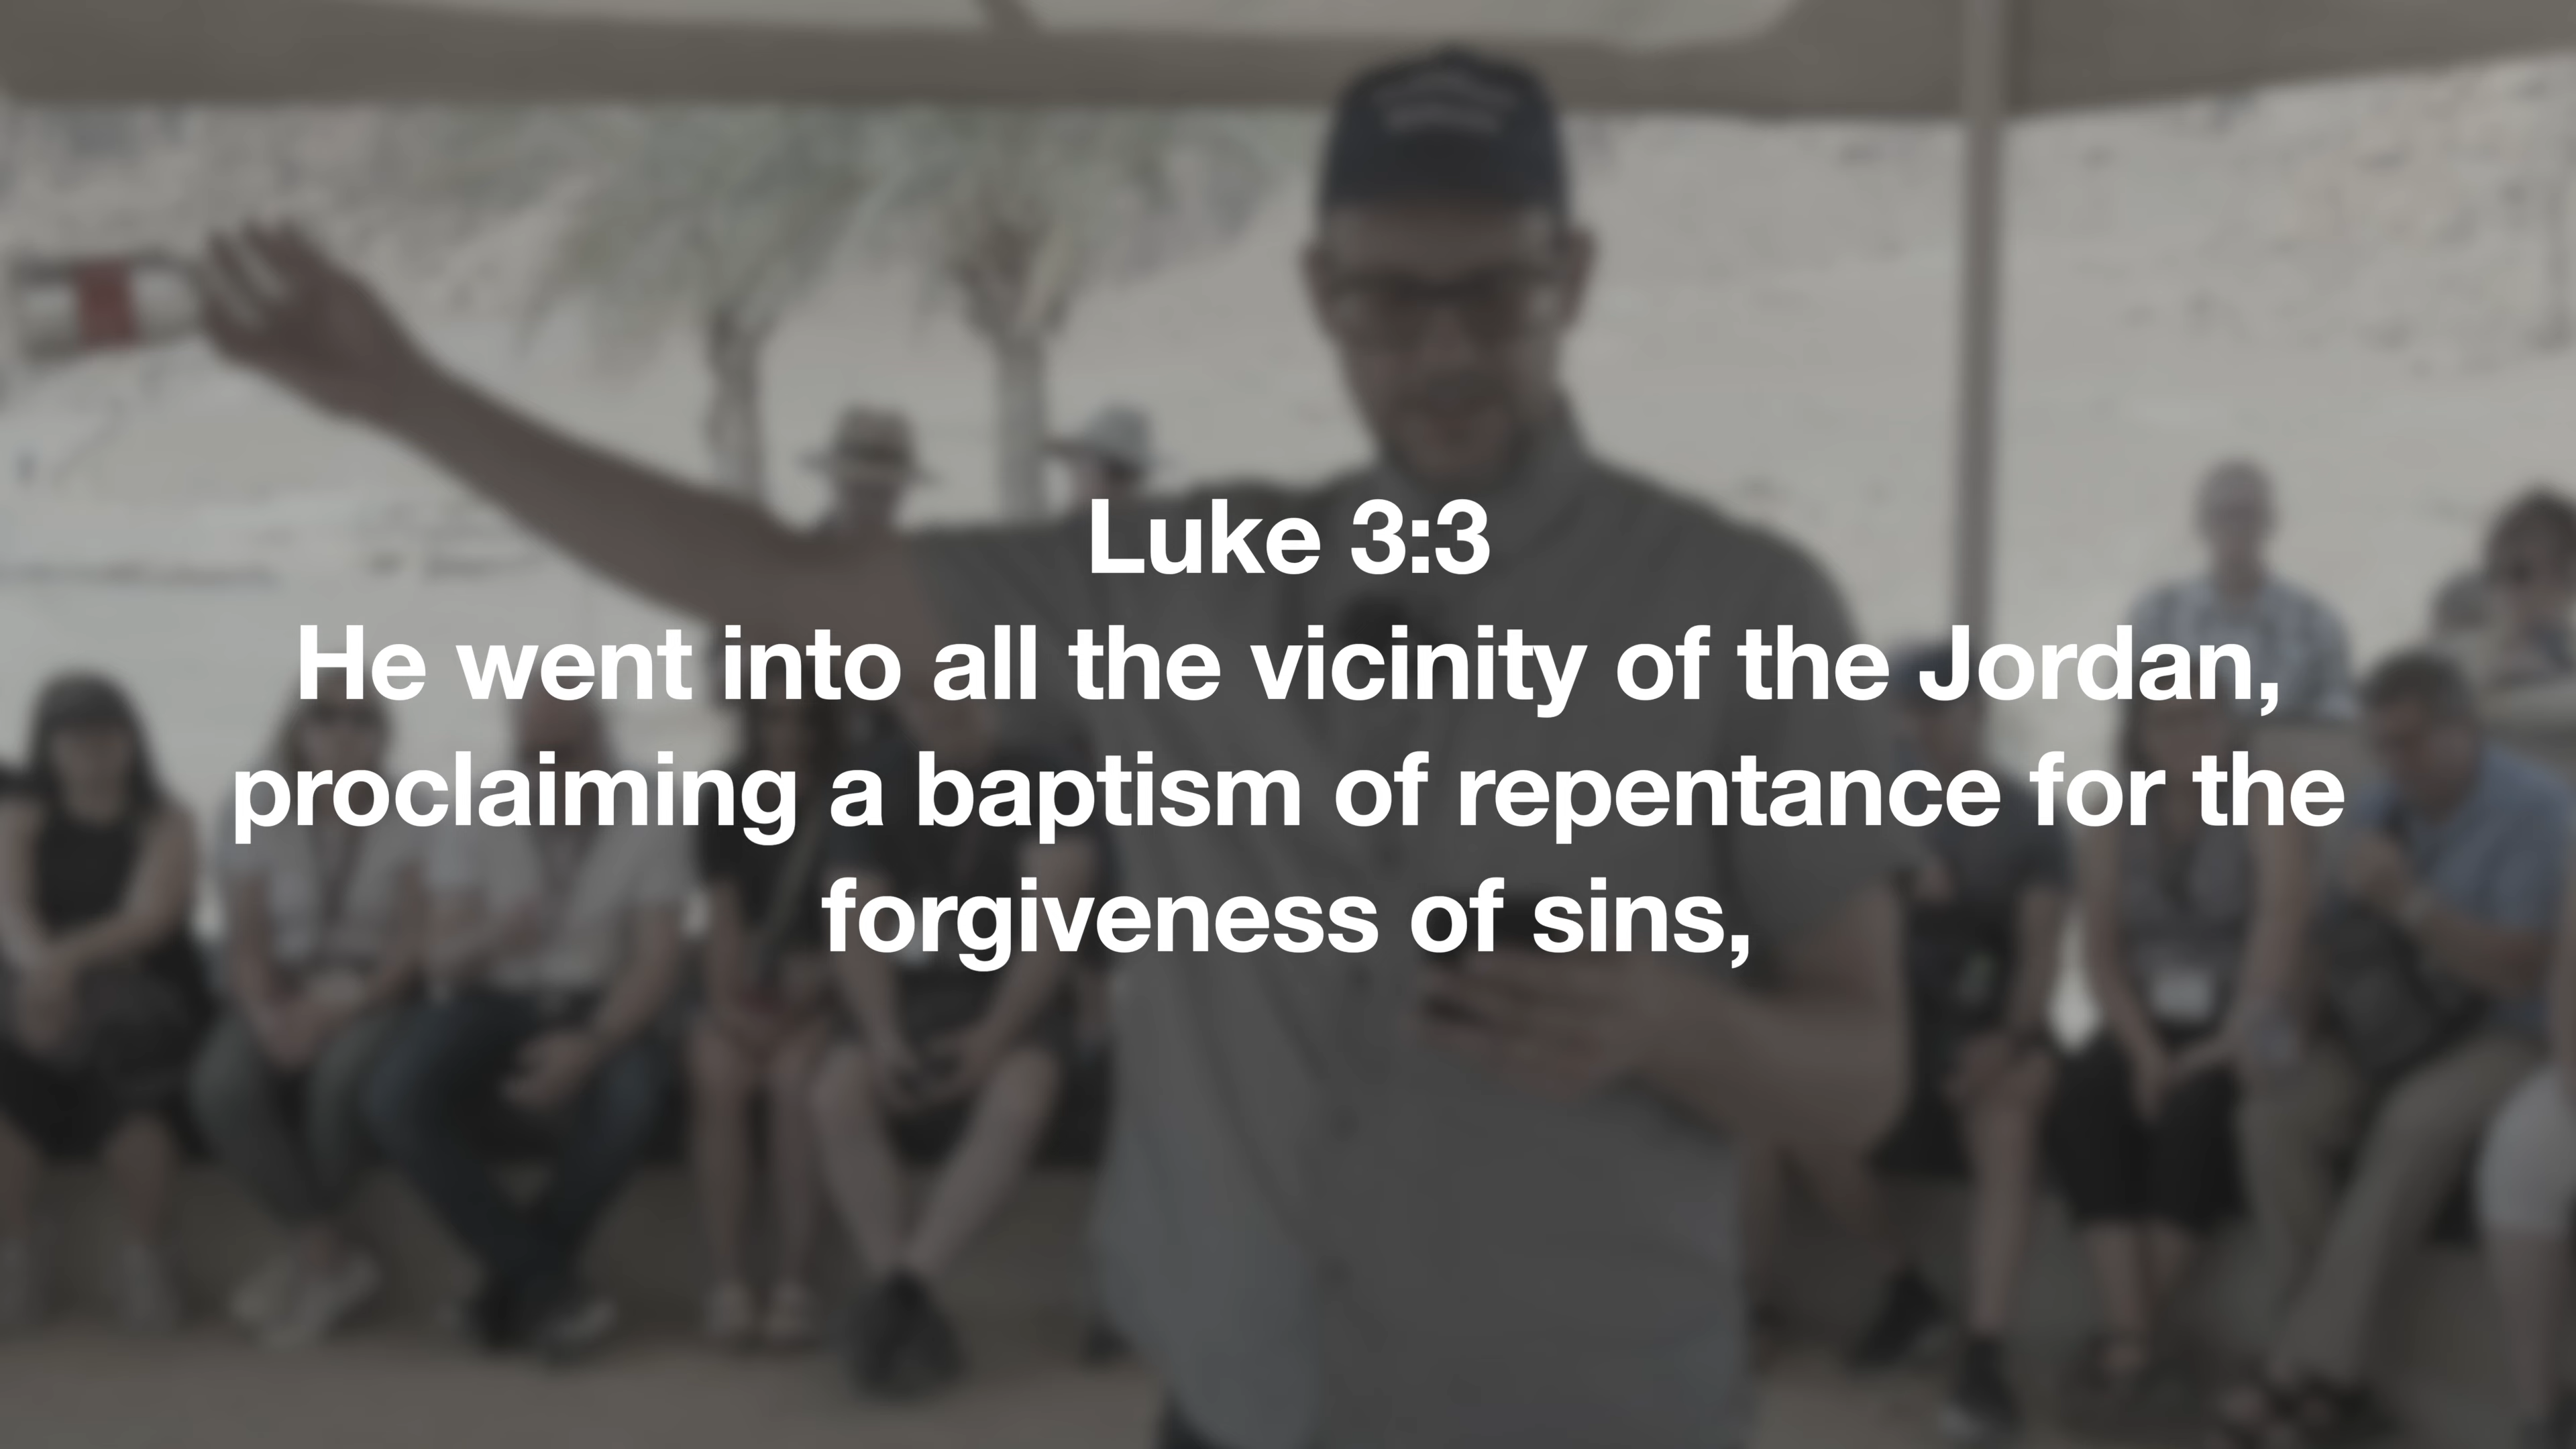 Luke 3:3
He went into all the vicinity of the Jordan,
proclaiming a baptism of repentance for the
forgiveness of sins,